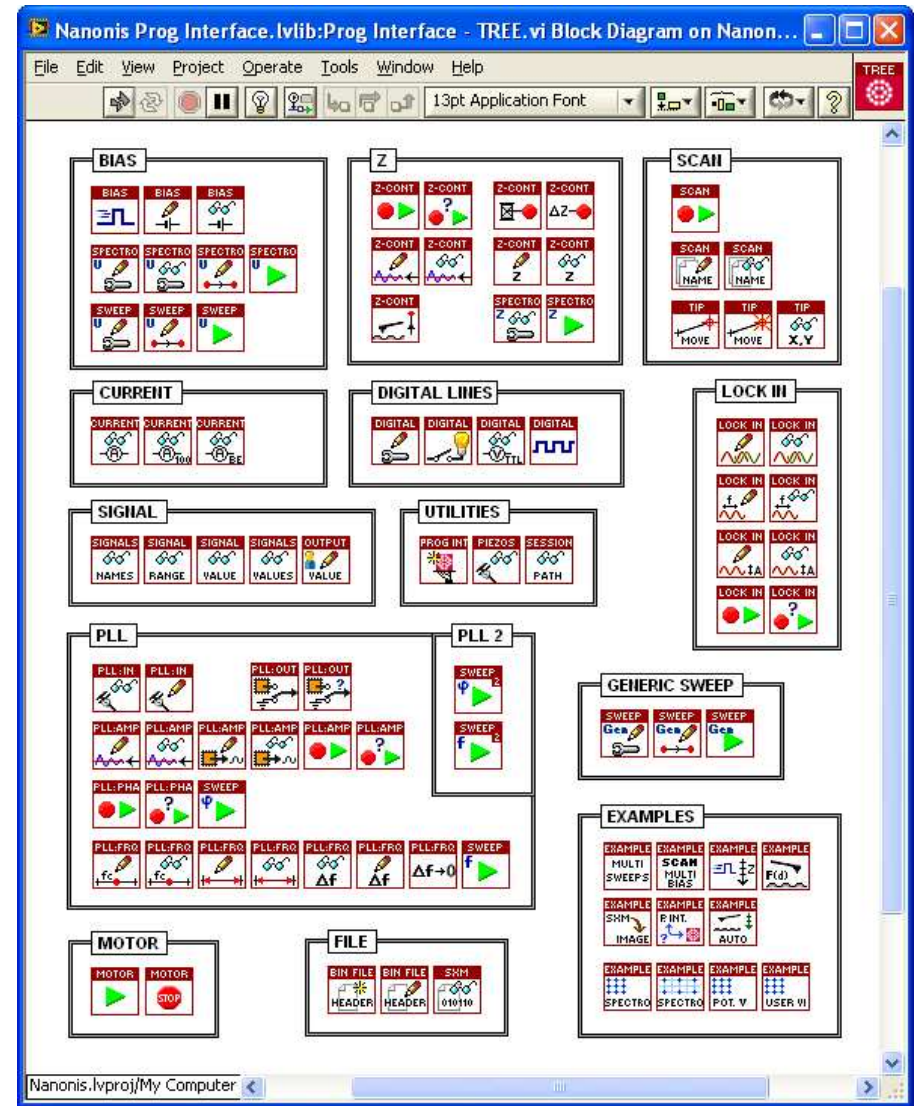 Nanonis Prog Interface.lvlib:Prog Interface - TREE.vi Block Diagram on Nanon...
File Edit View Project Operate Tools Window Help
TREE
13pt Application Font
BIAS
BIAS BIAS BIAS
SPECTRO SPECTRO SPECTRO SPECTRO
U U U U
SWEEP SWEEP SWEEP
U U U
Z
Z-CONT Z-CONT Z-CONT Z-CONT
? ΔZ
Z-CONT Z-CONT Z-CONT Z-CONT
Z Z
Z-CONT SPECTRO SPECTRO
Z Z
SCAN
SCAN
SCAN SCAN
NAME NAME
TIP TIP TIP
MOVE MOVE X,Y
CURRENT
CURRENT CURRENT CURRENT
A A100 A BE
DIGITAL LINES
DIGITAL DIGITAL DIGITAL DIGITAL
V TTL
LOCK IN
LOCK IN LOCK IN
LOCK IN LOCK IN
f f
LOCK IN LOCK IN
A A
LOCK IN LOCK IN
?
SIGNAL
SIGNALS SIGNAL SIGNAL SIGNALS OUTPUT
NAMES RANGE VALUE VALUES VALUE
UTILITIES
PROG INT PIEZOS SESSION
PATH
PLL
PLL:IN PLL:IN PLL:OUT PLL:OUT
?
PLL:AMP PLL:AMP PLL:AMP PLL:AMP PLL:AMP PLL:AMP
?
PLL:PHA PLL:PHA SWEEP
? φ
PLL:FRQ PLL:FRQ PLL:FRQ PLL:FRQ PLL:FRQ PLL:FRQ PLL:FRQ SWEEP
fc fc Δf Δf Δf→0 f
PLL 2
SWEEP
φ 2
SWEEP
f 2
GENERIC SWEEP
SWEEP SWEEP SWEEP
Gen Gen Gen
EXAMPLES
EXAMPLE EXAMPLE EXAMPLE EXAMPLE
MULTI SWEEPS SCAN MULTI BIAS Z F(d)
EXAMPLE EXAMPLE EXAMPLE
SXM IMAGE P.INT. ? AUTO
EXAMPLE EXAMPLE EXAMPLE EXAMPLE
SPECTRO SPECTRO POT. V USER VI
MOTOR
MOTOR MOTOR
STOP
FILE
BIN FILE BIN FILE SXM
HEADER HEADER 010110
Nanonis.lvproj/My Computer